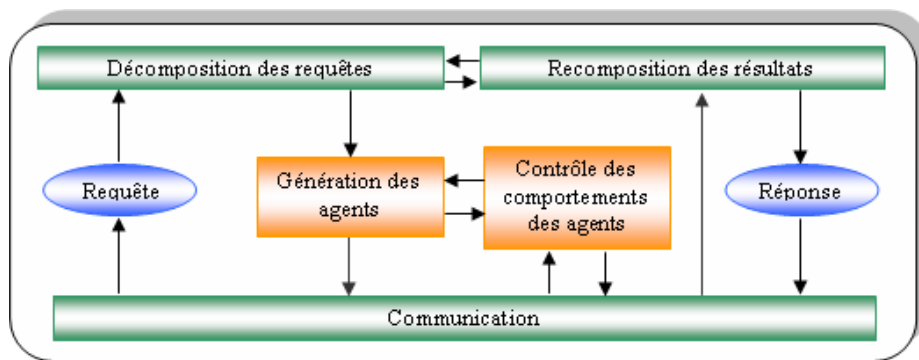 Décomposition des requêtes
Recomposition des résultats
Requête
Génération des
agents
Contrôle des
comportements
des agents
Réponse
Communication